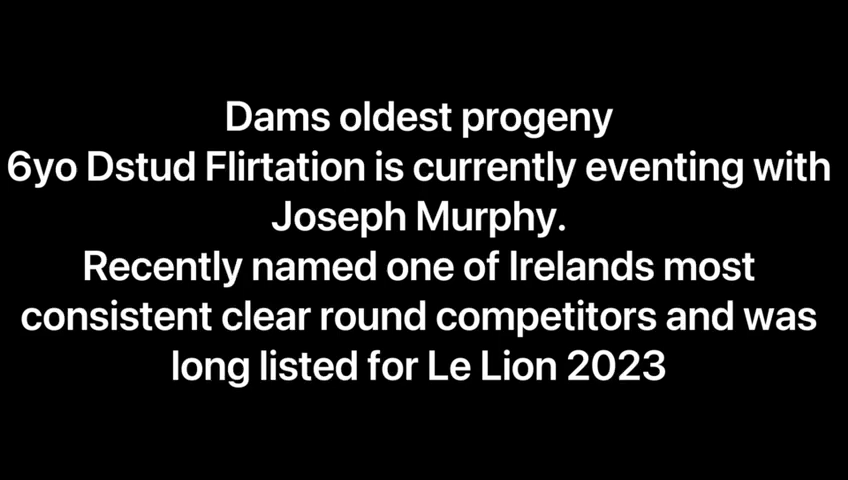 Dams oldest progeny
6yo Dstud Flirtation is currently eventing with
Joseph Murphy.
Recently named one of Irelands most
consistent clear round competitors and was
long listed for Le Lion 2023